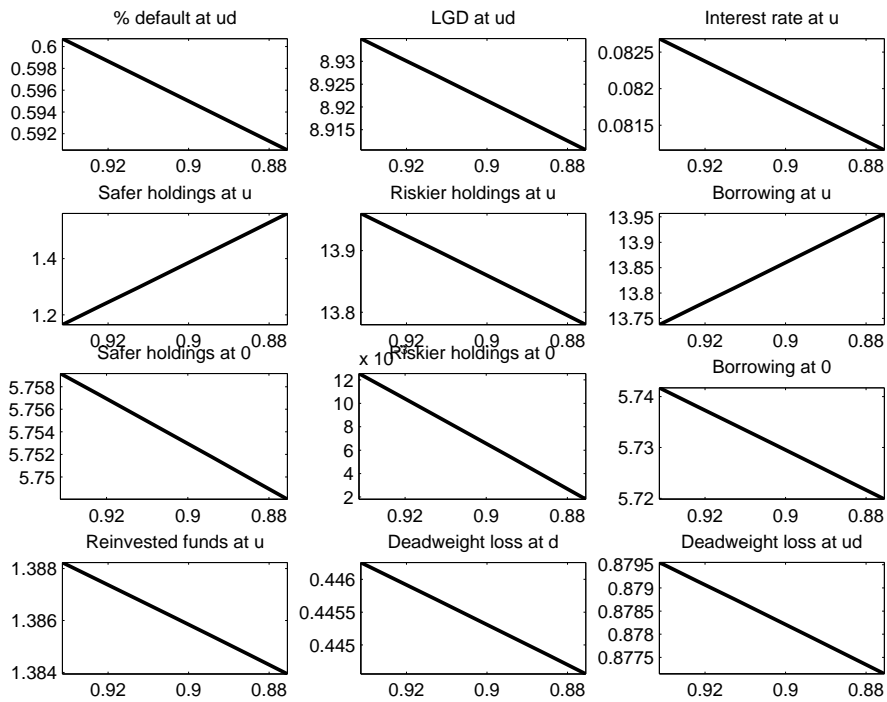 % default at ud
0.6
0.598
0.596
0.594
0.592
0.92 0.9 0.88
LGD at ud
8.93
8.925
8.92
8.915
0.92 0.9 0.88
Interest rate at u
0.0825
0.082
0.0815
0.92 0.9 0.88
Safer holdings at u
1.4
1.2
0.92 0.9 0.88
Riskier holdings at u
13.9
13.8
0.92 0.9 0.88
Borrowing at u
13.95
13.9
13.85
13.8
13.75
0.92 0.9 0.88
Safer holdings at 0
5.758
5.756
5.754
5.752
5.75
0.92 0.9 0.88
x 10
Riskier holdings at 0
12
10
8
6
4
2
0.92 0.9 0.88
Borrowing at 0
5.74
5.73
5.72
0.92 0.9 0.88
Reinvested funds at u
1.388
1.386
1.384
0.92 0.9 0.88
Deadweight loss at d
0.446
0.4455
0.445
0.92 0.9 0.88
Deadweight loss at ud
0.8795
0.879
0.8785
0.878
0.8775
0.92 0.9 0.88